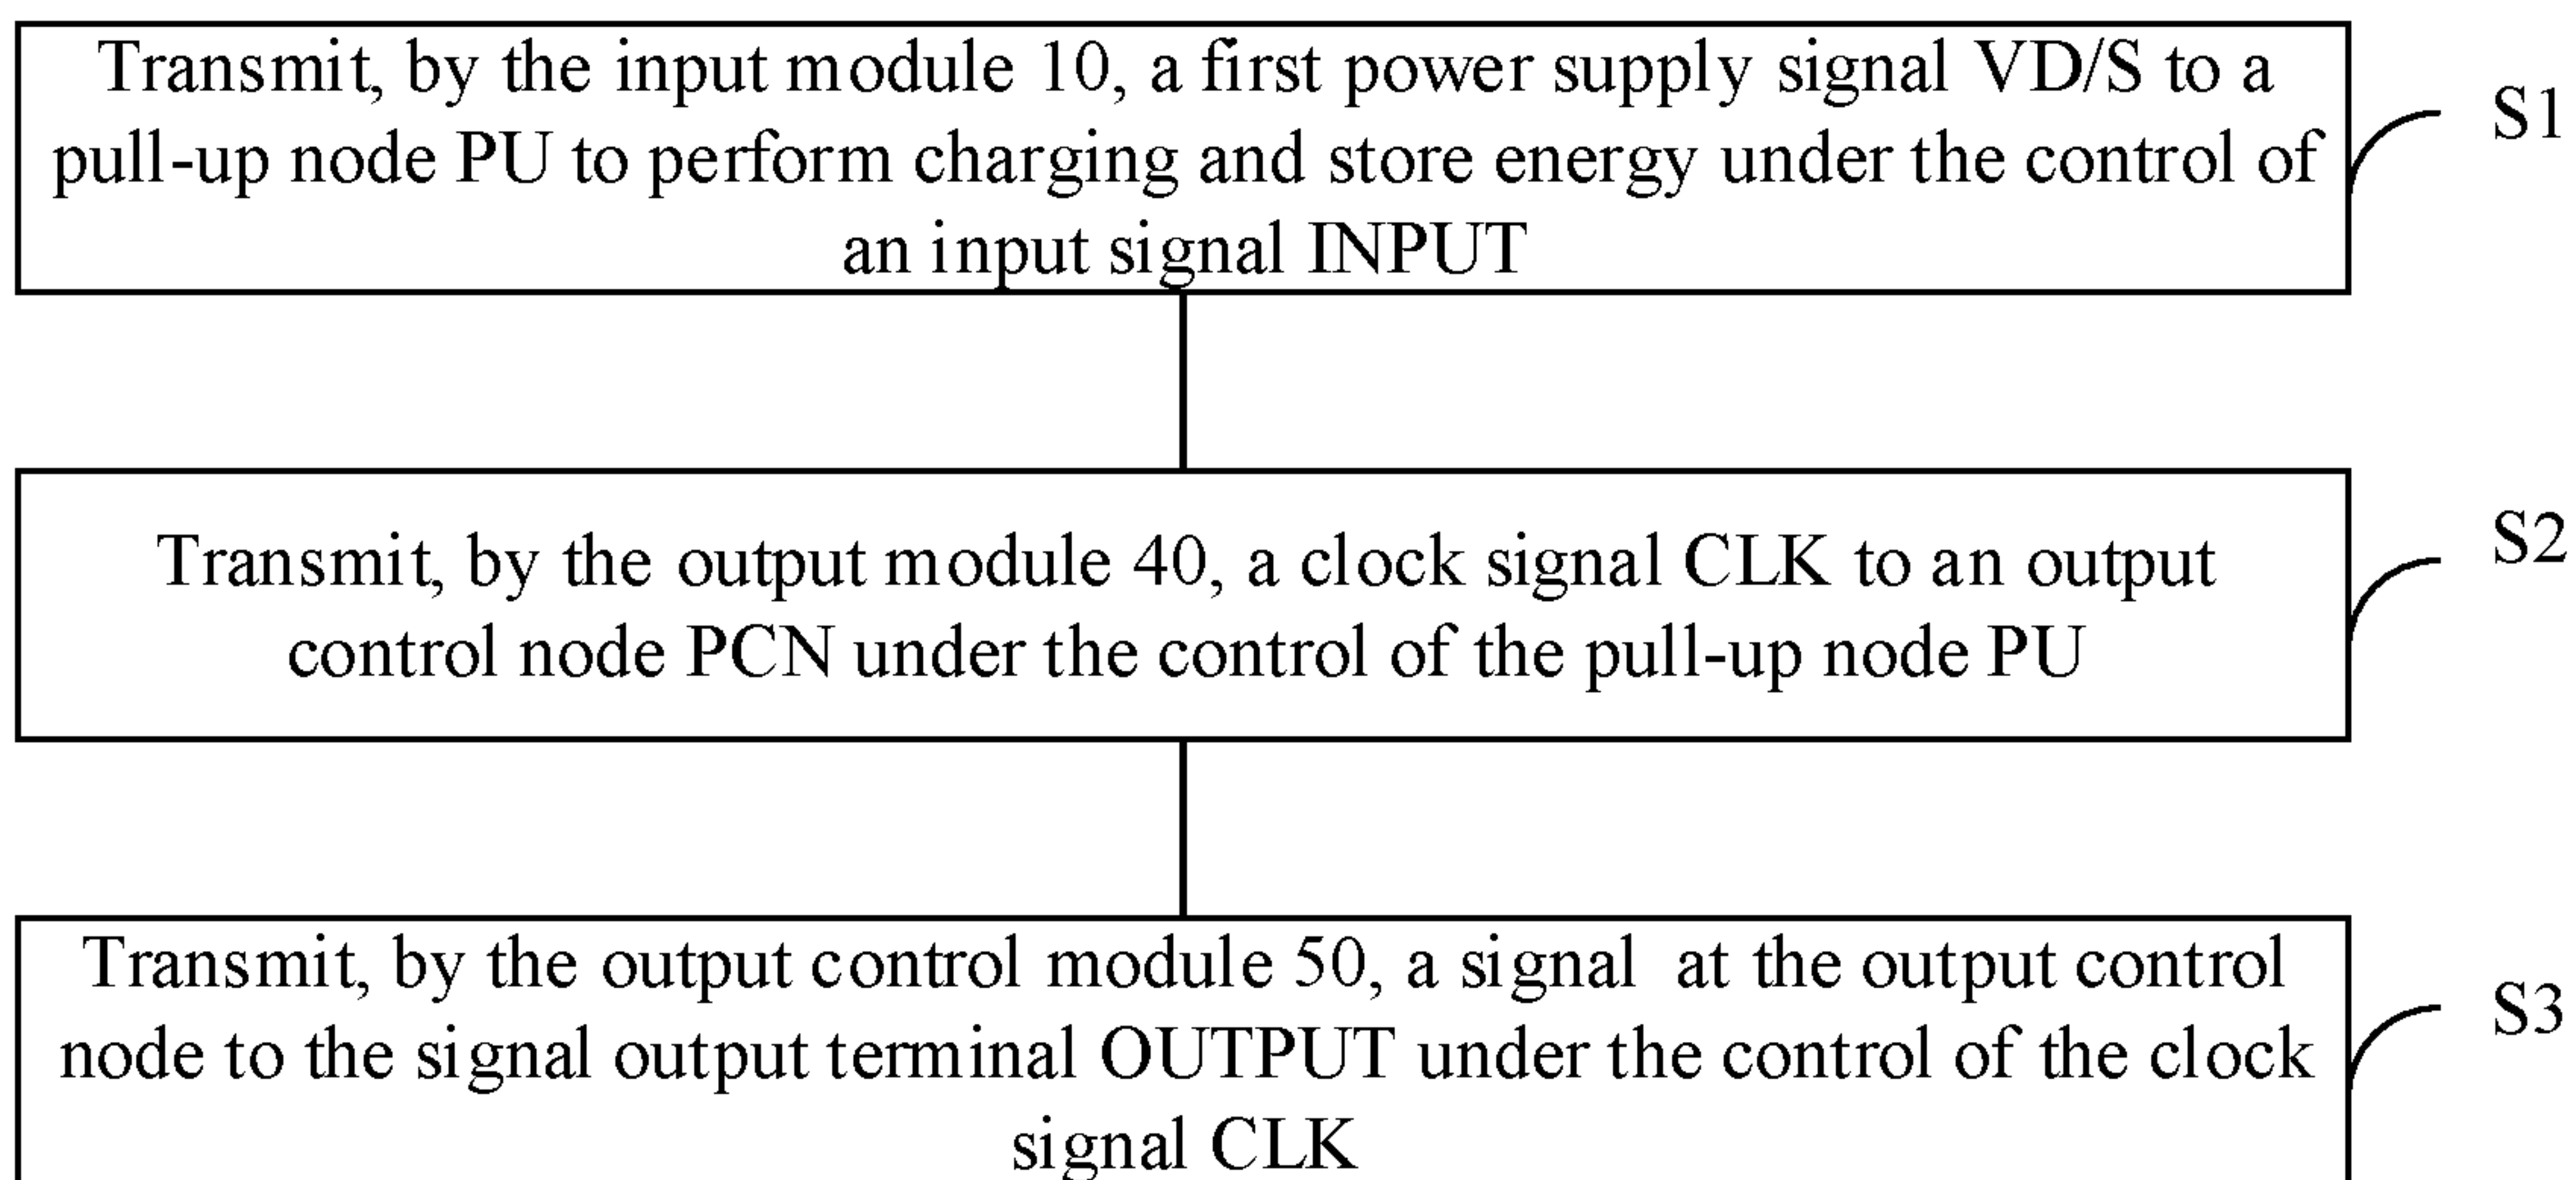 Transmit, by the input module 10, a first power supply signal VD/S to a
pull-up node PU to perform charging and store energy under the control of
an input signal INPUT
S1
Transmit, by the output module 40, a clock signal CLK to an output
control node PCN under the control of the pull-up node PU
S2
Transmit, by the output control module 50, a signal at the output control
node to the signal output terminal OUTPUT under the control of the clock
signal CLK
S3